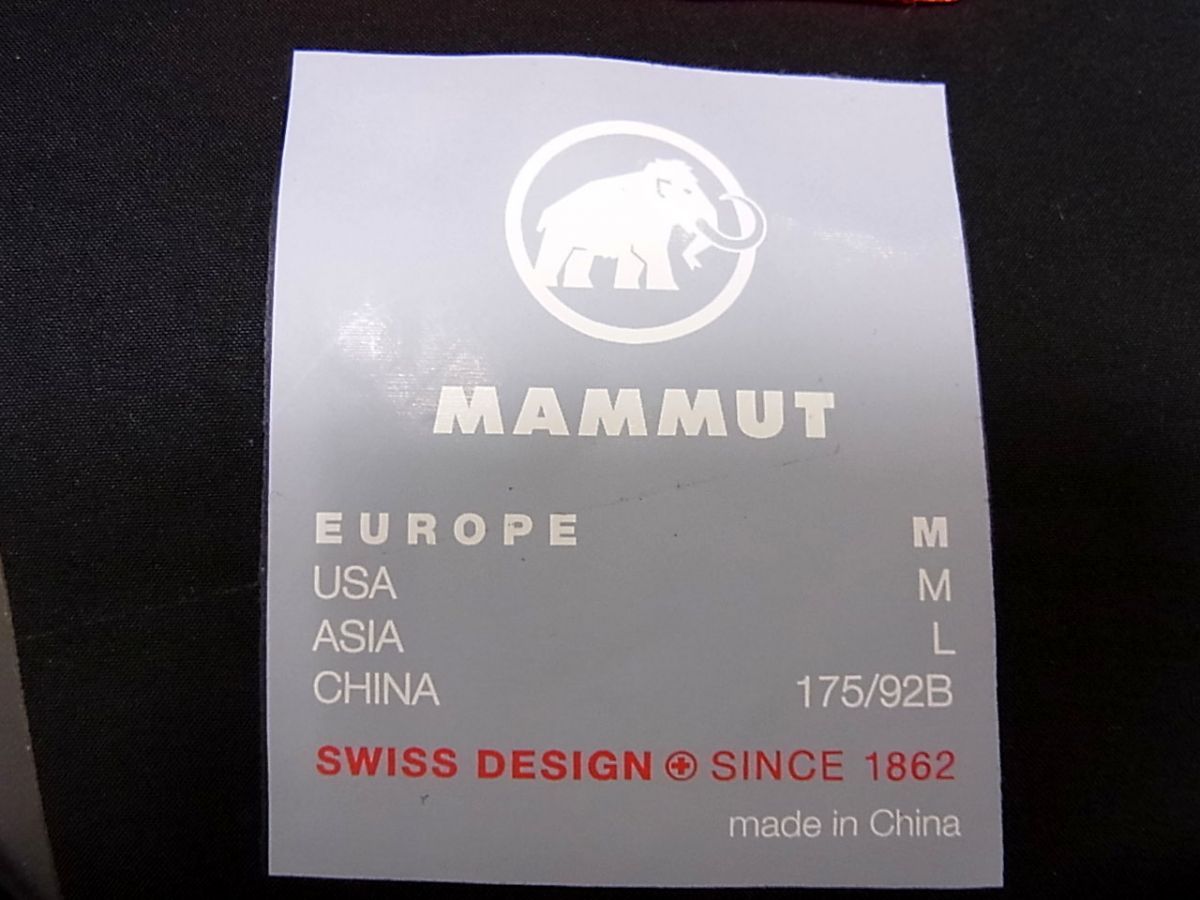 MAMMUT
EUROPE M
USA M
ASIA L
CHINA 175/92B
SWISS DESIGN SINCE 1862
made in China